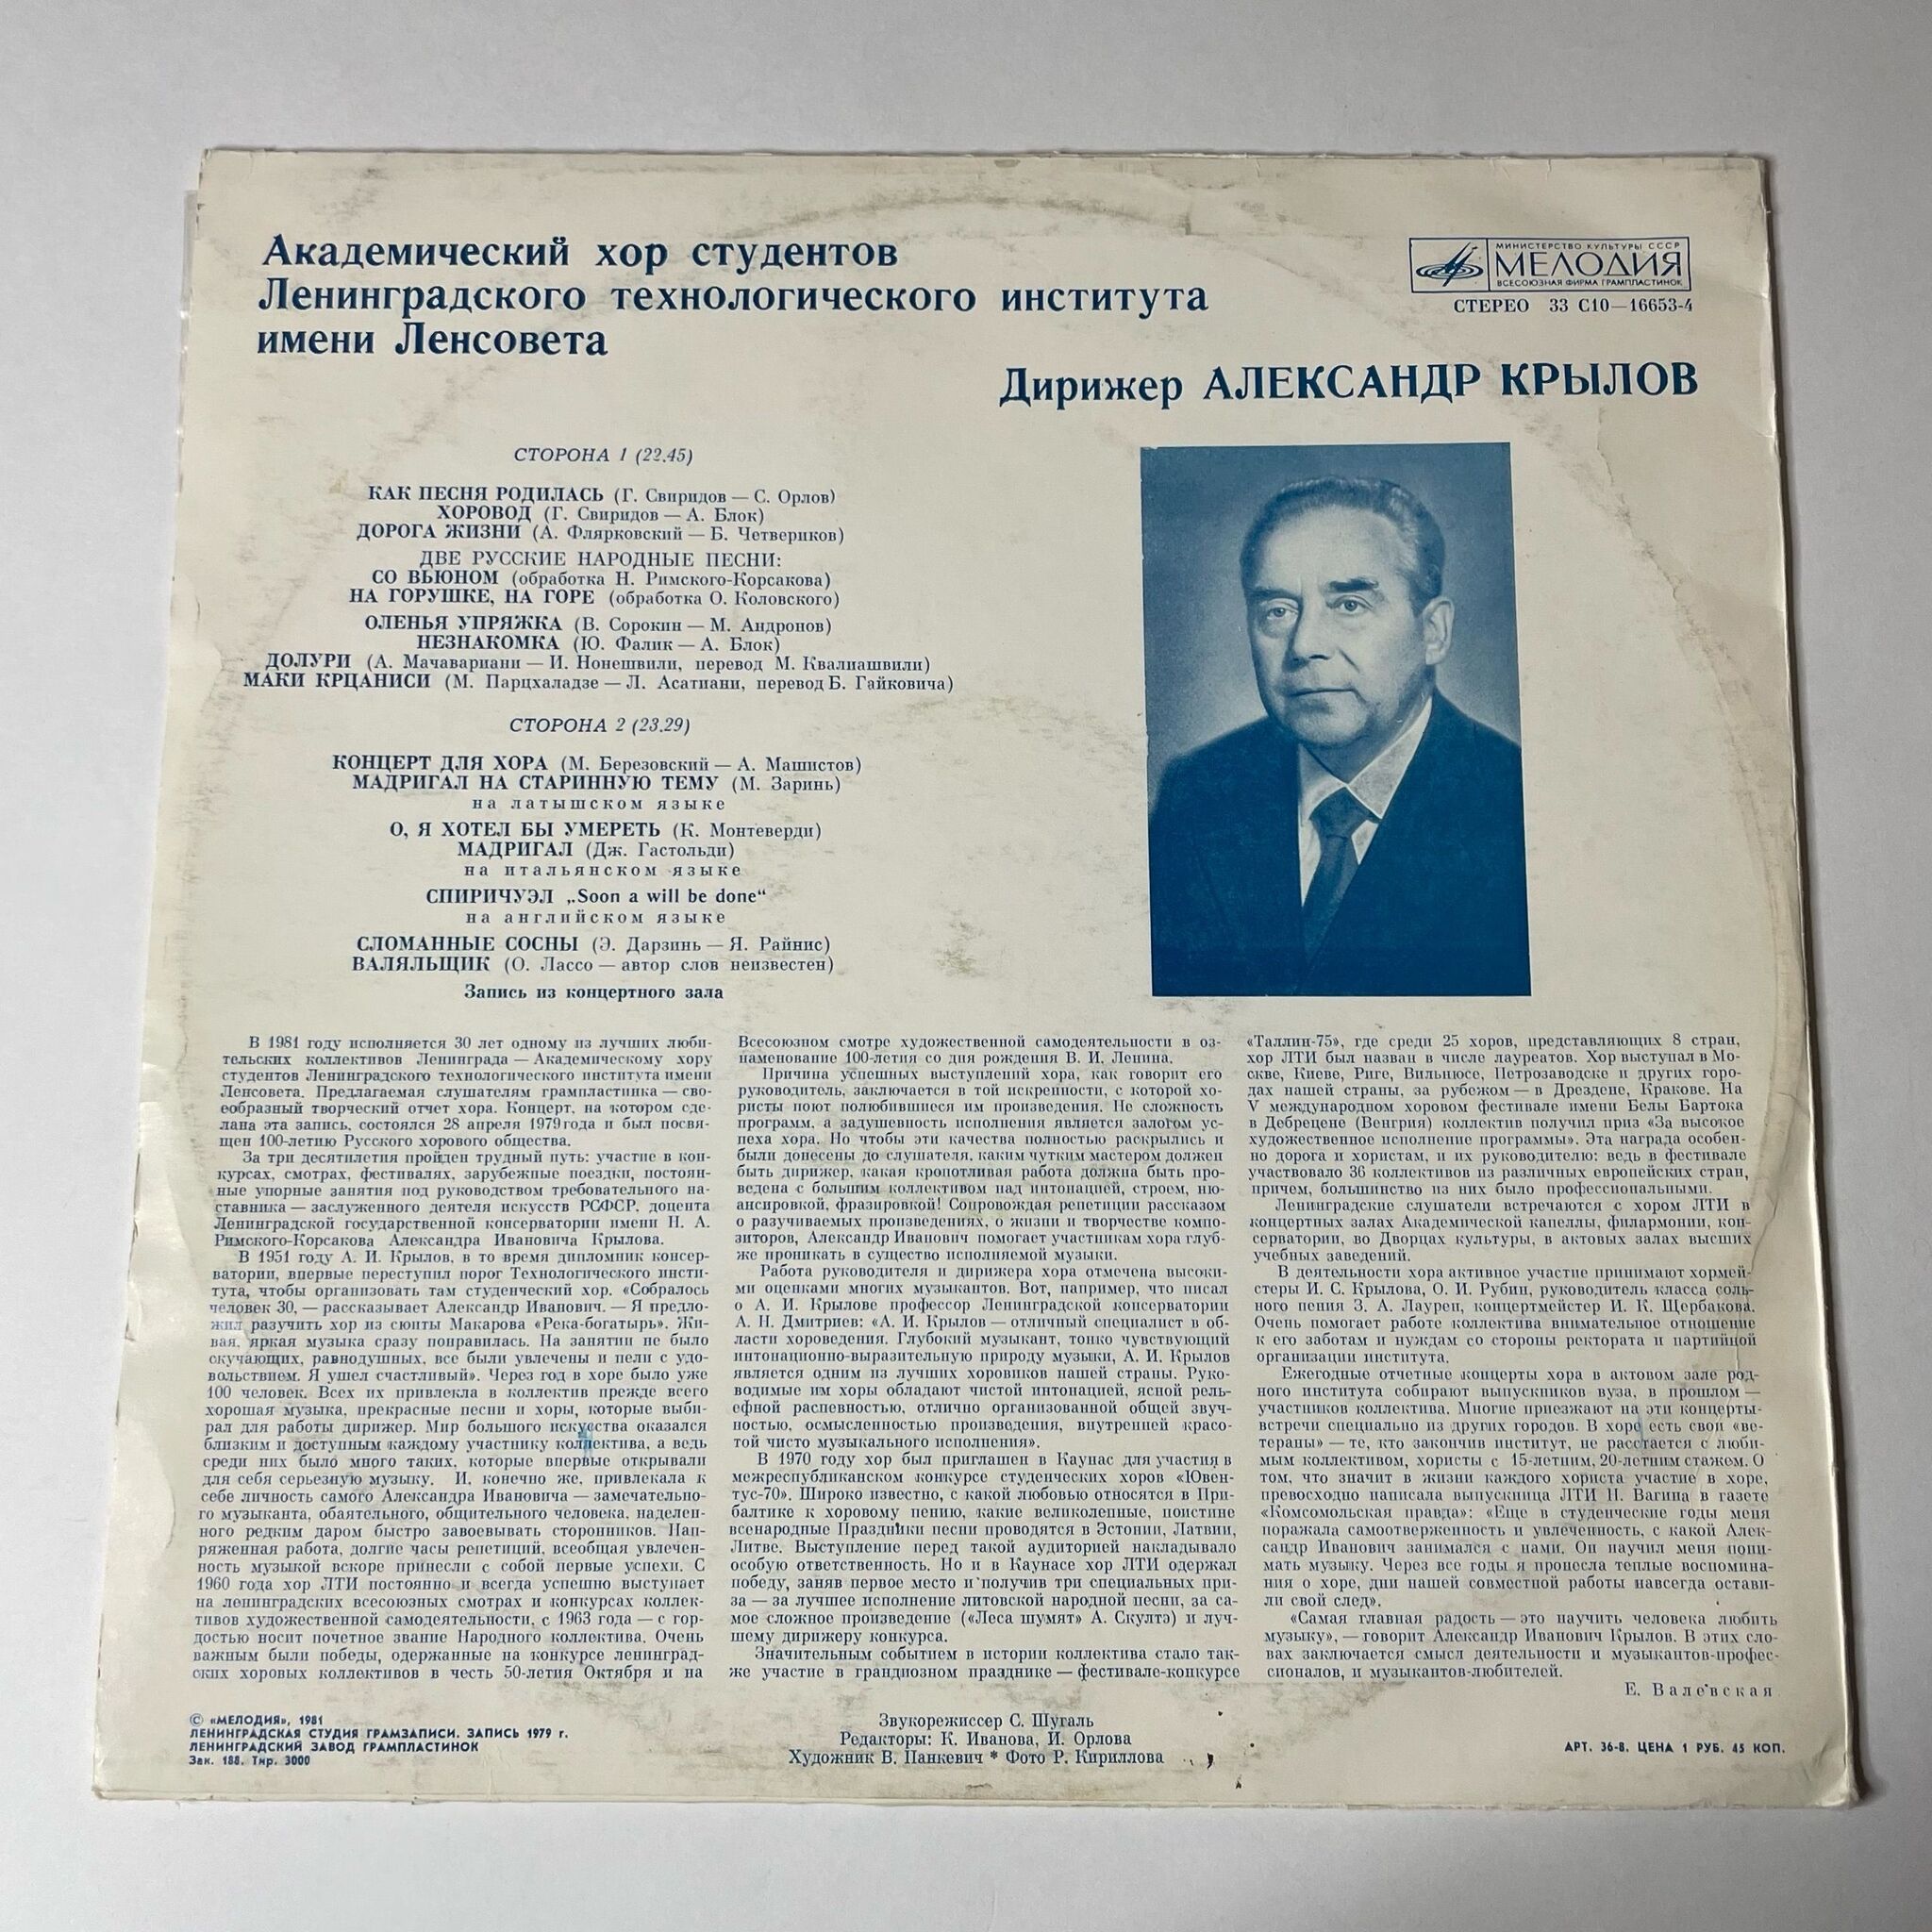 Академический хор студентов
Ленинградского технологического института
имени Ленсовета
МИНИСТЕРСТВО КУЛЬТУРЫ СССР
МЕЛОДИЯ
ВСЕСОЮЗНАЯ ФИРМА ГРАМПЛАСТИНОК
СТЕРЕО 33 С10—16653-4
Дирижер АЛЕКСАНДР КРЫЛОВ
СТОРОНА 1 (22.45)
КАК ПЕСНЯ РОДИЛАСЬ (Г. Свиридов — С. Орлов)
ХОРОВОД (Г. Свиридов — А. Блок)
ДОРОГА ЖИЗНИ (А. Флярковский — Б. Четвериков)
ДВЕ РУССКИЕ НАРОДНЫЕ ПЕСНИ:
СО ВЬЮНОМ (обработка Н. Римского-Корсакова)
НА ГОРУШКЕ, НА ГОРЕ (обработка О. Коловского)
ОЛЕНЬЯ УПРЯЖКА (В. Сорокин — М. Андронов)
НЕЗНАКОМКА (Ю. Фалик — А. Блок)
ДОЛУРИ (А. Мачавариани — И. Нонешвили, перевод М. Квалиашвили)
МАКИ КРЦАНИСИ (М. Парцхаладзе — Л. Асатиани, перевод Б. Гайковича)
СТОРОНА 2 (23.29)
КОНЦЕРТ ДЛЯ ХОРА (М. Березовский — А. Машистов)
МАДРИГАЛ НА СТАРИННУЮ ТЕМУ (М. Заринь)
на латышском языке
О, Я ХОТЕЛ БЫ УМЕРЕТЬ (К. Монтеверди)
МАДРИГАЛ (Дж. Гастольди)
на итальянском языке
СПИРИЧУЭЛ „Soon a will be done“
на английском языке
СЛОМАННЫЕ СОСНЫ (Э. Дарзинь — Я. Райнис)
ВАЛЯЛЬЩИК (О. Лассо — автор слов неизвестен)
Запись из концертного зала
В 1981 году исполняется 30 лет одному из лучших люби-
тельских коллективов Ленинграда — Академическому хору
студентов Ленинградского технологического института имени
Ленсовета. Предлагаемая слушателям грампластинка — сво-
еобразный творческий отчет хора. Концерт, на котором сде-
лана эта запись, состоялся 28 апреля 1979 года и был посвя-
щен 100-летию Русского хорового общества.
За три десятилетия пройден трудный путь: участие в кон-
курсах, смотрах, фестивалях, зарубежные поездки, постоян-
ные упорные занятия под руководством требовательного на-
ставника — заслуженного деятеля искусств РСФСР, доцента
Ленинградской государственной консерватории имени Н. А.
Римского-Корсакова Александра Ивановича Крылова.
В 1951 году А. И. Крылов, в то время дипломник консер-
ватории, впервые переступил порог Технологического инсти-
тута, чтобы организовать там студенческий хор. «Собралось
человек 30, — рассказывает Александр Иванович. — Я предло-
жил разучить хор из сюиты Макарова «Река-богатырь». Жи-
вая, яркая музыка сразу понравилась. На занятии не было
скучающих, равнодушных, все были увлечены и пели с удо-
вольствием. Я ушел счастливый». Через год в хоре было уже
100 человек. Всех их привлекла в коллектив прежде всего
хорошая музыка, прекрасные песни и хоры, которые выби-
рал для работы дирижер. Мир большого искусства оказался
близким и доступным каждому участнику коллектива, а ведь
среди них было много таких, которые впервые открывали
для себя серьезную музыку. И, конечно же, привлекала к
себе личность самого Александра Ивановича — замечательно-
го музыканта, обаятельного, общительного человека, наделен-
ного редким даром быстро завоевывать сторонников. Нап-
ряженная работа, долгие часы репетиций, всеобщая увлечен-
ность музыкой вскоре принесли с собой первые успехи. С
1960 года хор ЛТИ постоянно и всегда успешно выступает
на ленинградских всесоюзных смотрах и конкурсах коллек-
тивов художественной самодеятельности, с 1963 года — с гор-
достью носит почетное звание Народного коллектива. Очень
важным были победы, одержанные на конкурсе ленинград-
ских хоровых коллективов в честь 50-летия Октября и на
Всесоюзном смотре художественной самодеятельности в оз-
наменование 100-летия со дня рождения В. И. Ленина.
Причина успешных выступлений хора, как говорит его
руководитель, заключается в той искренности, с которой хо-
ристы поют полюбившиеся им произведения. Не сложность
программ, а задушевность исполнения является залогом ус-
пеха хора. Но чтобы эти качества полностью раскрылись и
были донесены до слушателя, каким чутким мастером должен
быть дирижер, какая кропотливая работа должна быть про-
ведена с большим коллективом над интонацией, строем, ню-
ансировкой, фразировкой! Сопровождая репетиции рассказом
о разучиваемых произведениях, о жизни и творчестве компо-
зиторов, Александр Иванович помогает участникам хора глуб-
же проникать в существо исполняемой музыки.
Работа руководителя и дирижера хора отмечена высоки-
ми оценками многих музыкантов. Вот, например, что писал
о А. И. Крылове профессор Ленинградской консерватории
А. Н. Дмитриев: «А. И. Крылов — отличный специалист в об-
ласти хороведения. Глубокий музыкант, тонко чувствующий
интонационно-выразительную природу музыки, А. И. Крылов
является одним из лучших хоровиков нашей страны. Руко-
водимые им хоры обладают чистой интонацией, ясной рель-
ефной распевностью, отлично организованной общей звуч-
ностью, осмысленностью произведения, внутренней красо-
той чисто музыкального исполнения».
В 1970 году хор был приглашен в Каунас для участия в
межреспубликанском конкурсе студенческих хоров «Ювен-
тус-70». Широко известно, с какой любовью относятся в При-
балтике к хоровому пению, какие великолепные, поистине
всенародные Праздники песни проводятся в Эстонии, Латвии,
Литве. Выступление перед такой аудиторией накладывало
особую ответственность. Но и в Каунасе хор ЛТИ одержал
победу, заняв первое место и получив три специальных при-
за — за лучшее исполнение литовской народной песни, за са-
мое сложное произведение («Леса шумят» А. Скултэ) и луч-
шему дирижеру конкурса.
Значительным событием в истории коллектива стало так-
же участие в грандиозном празднике — фестивале-конкурсе
«Таллин-75», где среди 25 хоров, представляющих 8 стран,
хор ЛТИ был назван в числе лауреатов. Хор выступал в Мо-
скве, Киеве, Риге, Вильнюсе, Петрозаводске и других горо-
дах нашей страны, за рубежом — в Дрездене, Кракове. На
V международном хоровом фестивале имени Белы Бартока
в Дебрецене (Венгрия) коллектив получил приз «За высокое
художественное исполнение программы». Эта награда особен-
но дорога и хористам, и их руководителю: ведь в фестивале
участвовало 36 коллективов из различных европейских стран,
причем, большинство из них было профессиональными.
Ленинградские слушатели встречаются с хором ЛТИ в
концертных залах Академической капеллы, филармонии, кон-
серватории, во Дворцах культуры, в актовых залах высших
учебных заведений.
В деятельности хора активное участие принимают хормей-
стеры И. С. Крылова, О. И. Рубин, руководитель класса соль-
ного пения З. А. Лаурен, концертмейстер И. К. Щербакова.
Очень помогает работе коллектива внимательное отношение
к его заботам и нуждам со стороны ректората и партийной
организации института.
Ежегодные отчетные концерты хора в актовом зале род-
ного института собирают выпускников вуза, в прошлом —
участников коллектива. Многие приезжают на эти концерты-
встречи специально из других городов. В хоре есть свои «ве-
тераны» — те, кто закончив институт, не расстается с люби-
мым коллективом, хористы с 15-летним, 20-летним стажем. О
том, что значит в жизни каждого хориста участие в хоре,
превосходно написала выпускница ЛТИ Н. Вагина в газете
«Комсомольская правда»: «Еще в студенческие годы меня
поражала самоотверженность и увлеченность, с какой Алек-
сандр Иванович занимался с нами. Он научил меня пони-
мать музыку. Через все годы я пронесла теплые воспомина-
ния о хоре, дни нашей совместной работы навсегда остави-
ли свой след».
«Самая главная радость — это научить человека любить
музыку», — говорит Александр Иванович Крылов. В этих сло-
вах заключается смысл деятельности и музыкантов-профес-
сионалов, и музыкантов-любителей.
Е. Валевская
© «МЕЛОДИЯ», 1981
ЛЕНИНГРАДСКАЯ СТУДИЯ ГРАМЗАПИСИ. ЗАПИСЬ 1979 г.
ЛЕНИНГРАДСКИЙ ЗАВОД ГРАМПЛАСТИНОК
Зак. 188. Тир. 3000
Звукорежиссер С. Шугаль
Редакторы: К. Иванова, И. Орлова
Художник В. Панкевич * Фото Р. Кириллова
АРТ. 36-8. ЦЕНА 1 РУБ. 45 КОП.